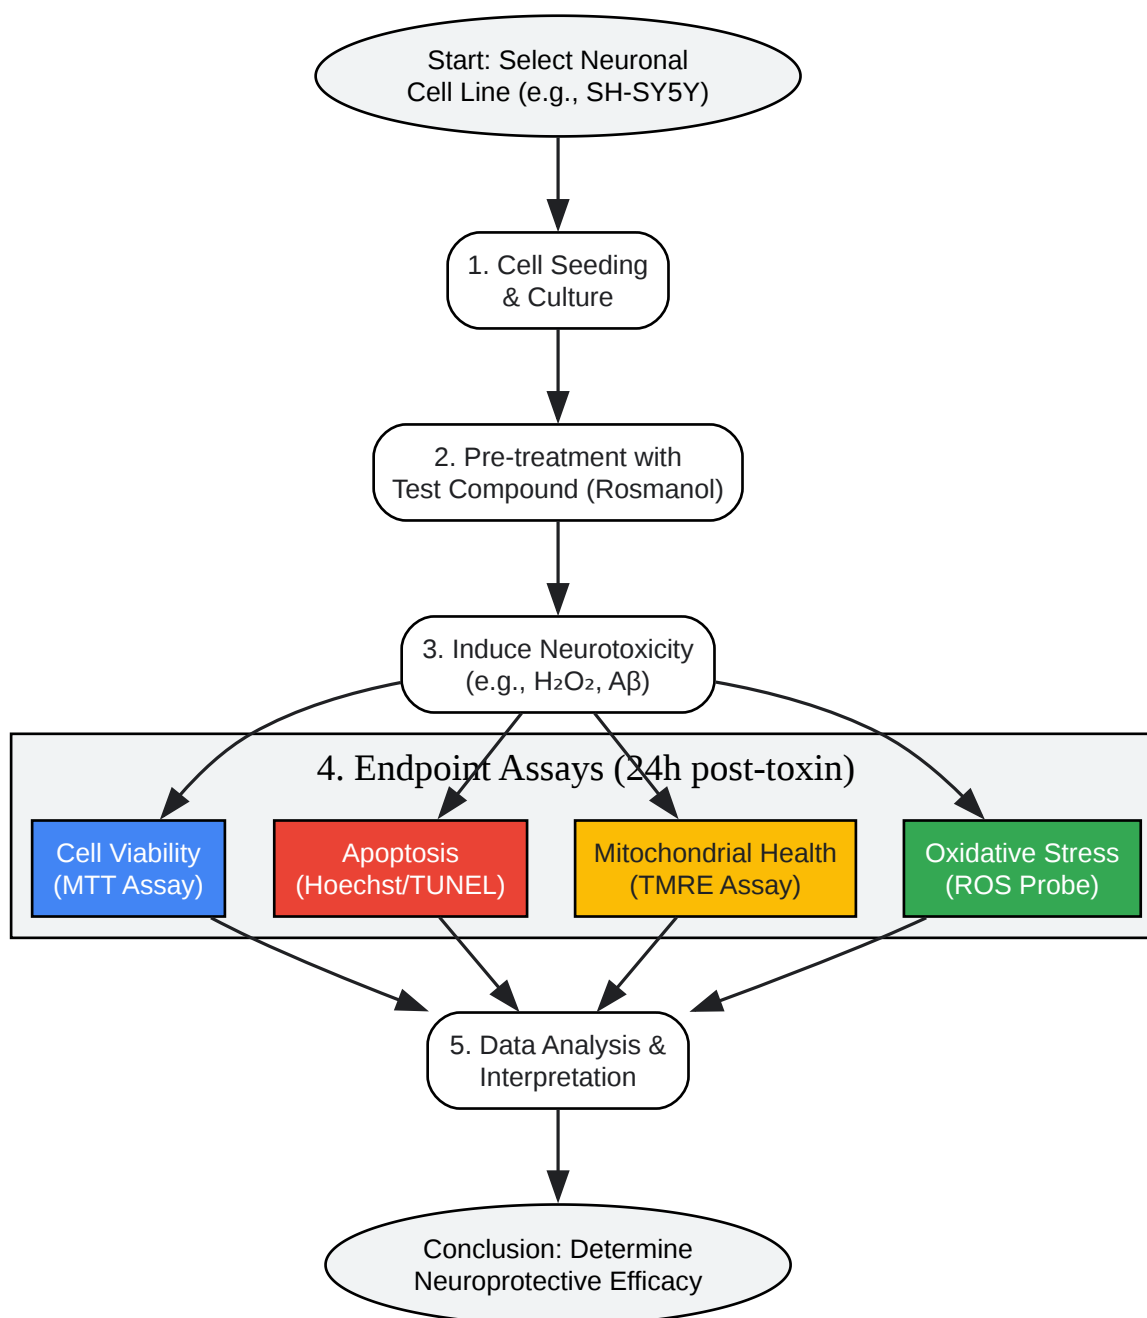 Start: Select Neuronal
Cell Line (e.g., SH-SY5Y)
1. Cell Seeding
& Culture
2. Pre-treatment with
Test Compound (Rosmanol)
3. Induce Neurotoxicity
(e.g., H₂O₂, Aβ)
4. Endpoint Assays (24h post-toxin)
Cell Viability
(MTT Assay)
Apoptosis
(Hoechst/TUNEL)
Mitochondrial Health
(TMRE Assay)
Oxidative Stress
(ROS Probe)
5. Data Analysis &
Interpretation
Conclusion: Determine
Neuroprotective Efficacy